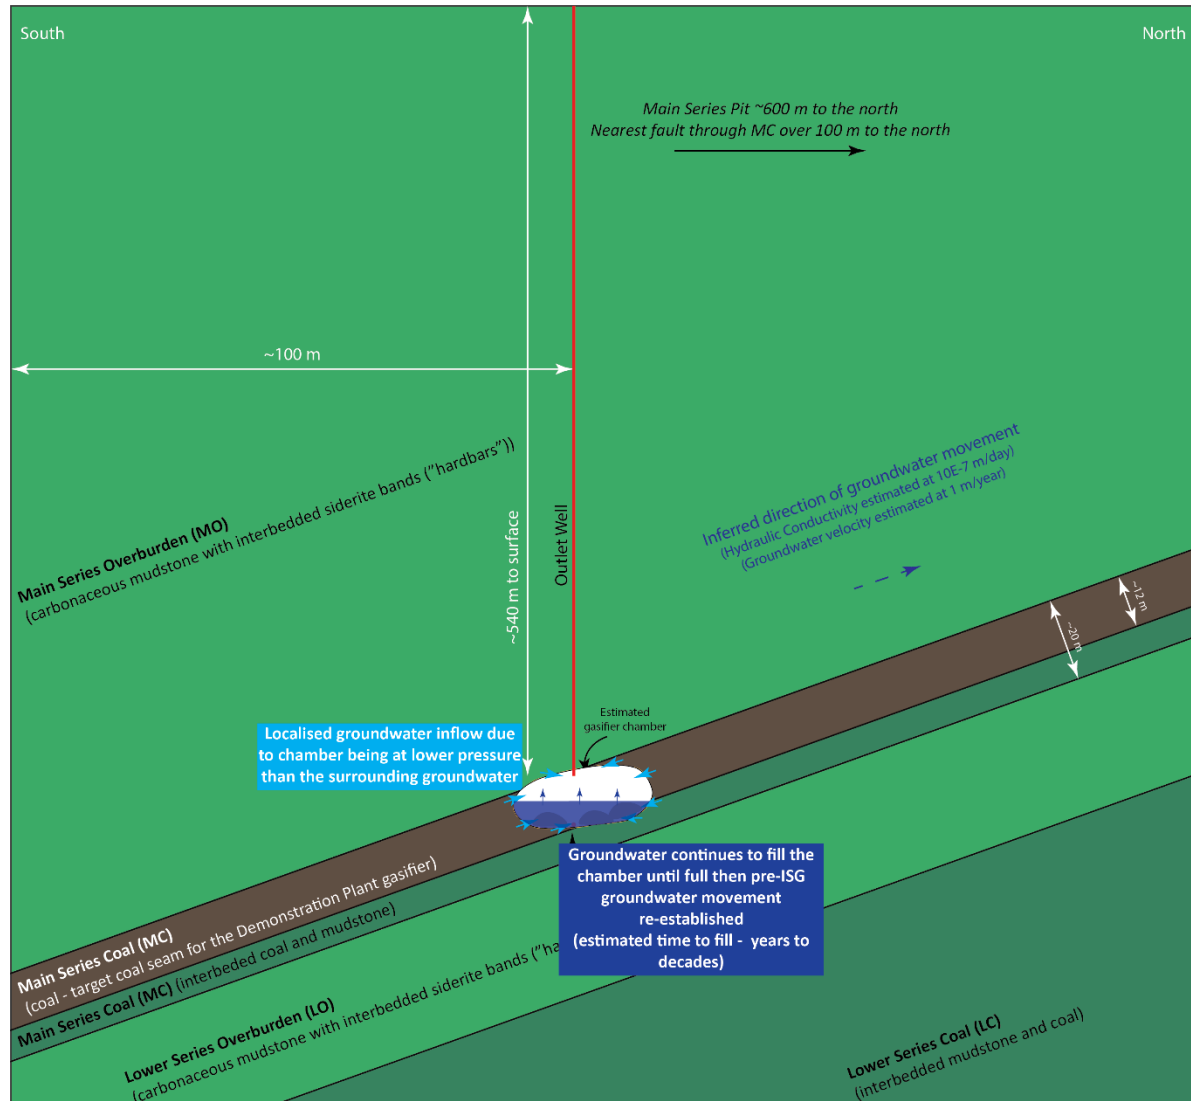 South
North
Main Series Pit ~600 m to the north
Nearest fault through MC over 100 m to the north
~100 m
Inferred direction of groundwater movement
(Hydraulic Conductivity estimated at 10E-7 m/day)
(Groundwater velocity estimated at 1 m/year)
Main Series Overburden (MO)
(carbonaceous mudstone with interbedded siderite bands ("hardbars"))
~540 m to surface
Outlet Well
~12 m
~20 m
Estimated
gasifier chamber
Localised groundwater inflow due
to chamber being at lower pressure
than the surrounding groundwater
Groundwater continues to fill the
chamber until full then pre-ISG
groundwater movement
re-established
(estimated time to fill - years to
decades)
Main Series Coal (MC)
(coal - target coal seam for the Demonstration Plant gasifier)
Main Series Coal (MC) (interbeded coal and mudstone)
Lower Series Overburden (LO)
(carbonaceous mudstone with interbedded siderite bands ("ha
Lower Series Coal (LC)
(interbedded mudstone and coal)